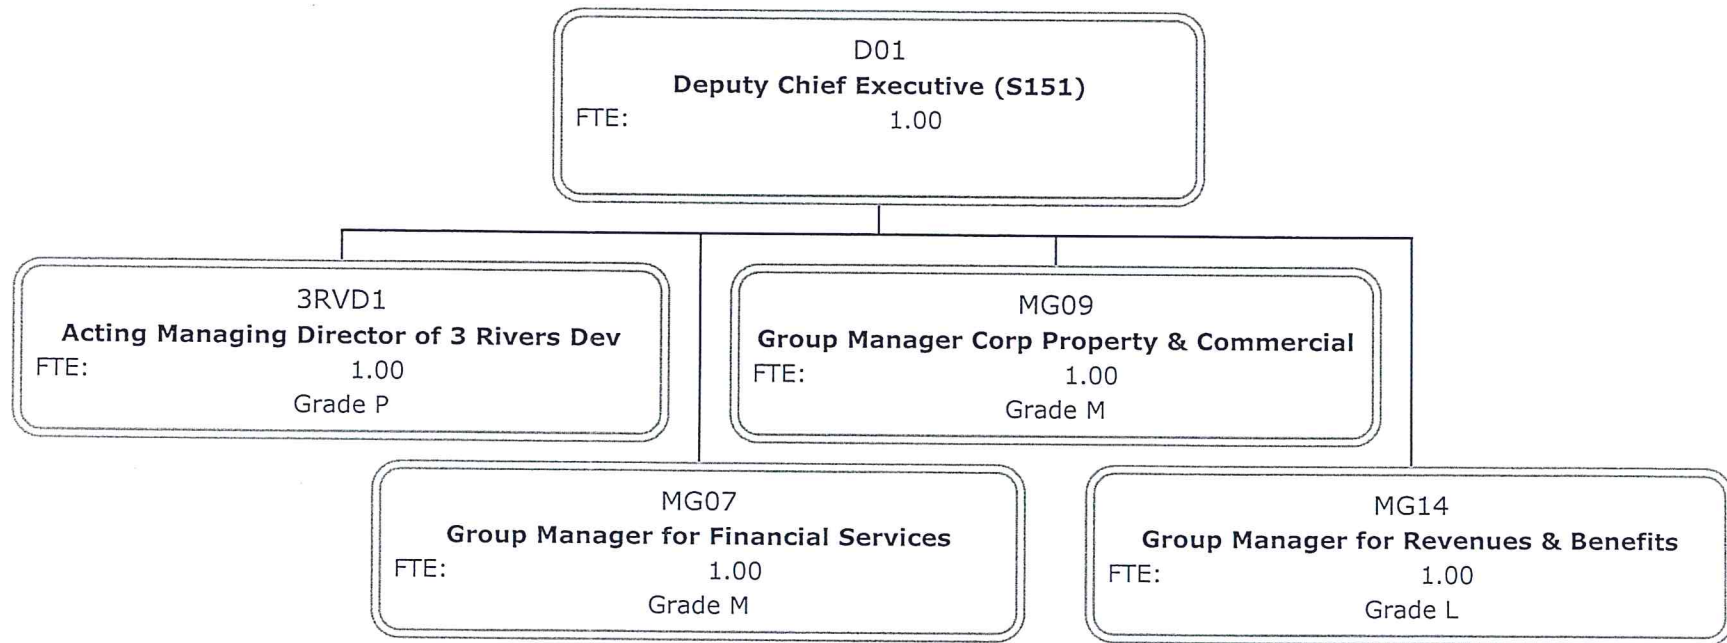 D01
Deputy Chief Executive (S151)
FTE: 1.00
3RVD1
Acting Managing Director of 3 Rivers Dev
FTE: 1.00
Grade P
MG09
Group Manager Corp Property & Commercial
FTE: 1.00
Grade M
MG07
Group Manager for Financial Services
FTE: 1.00
Grade M
MG14
Group Manager for Revenues & Benefits
FTE: 1.00
Grade L